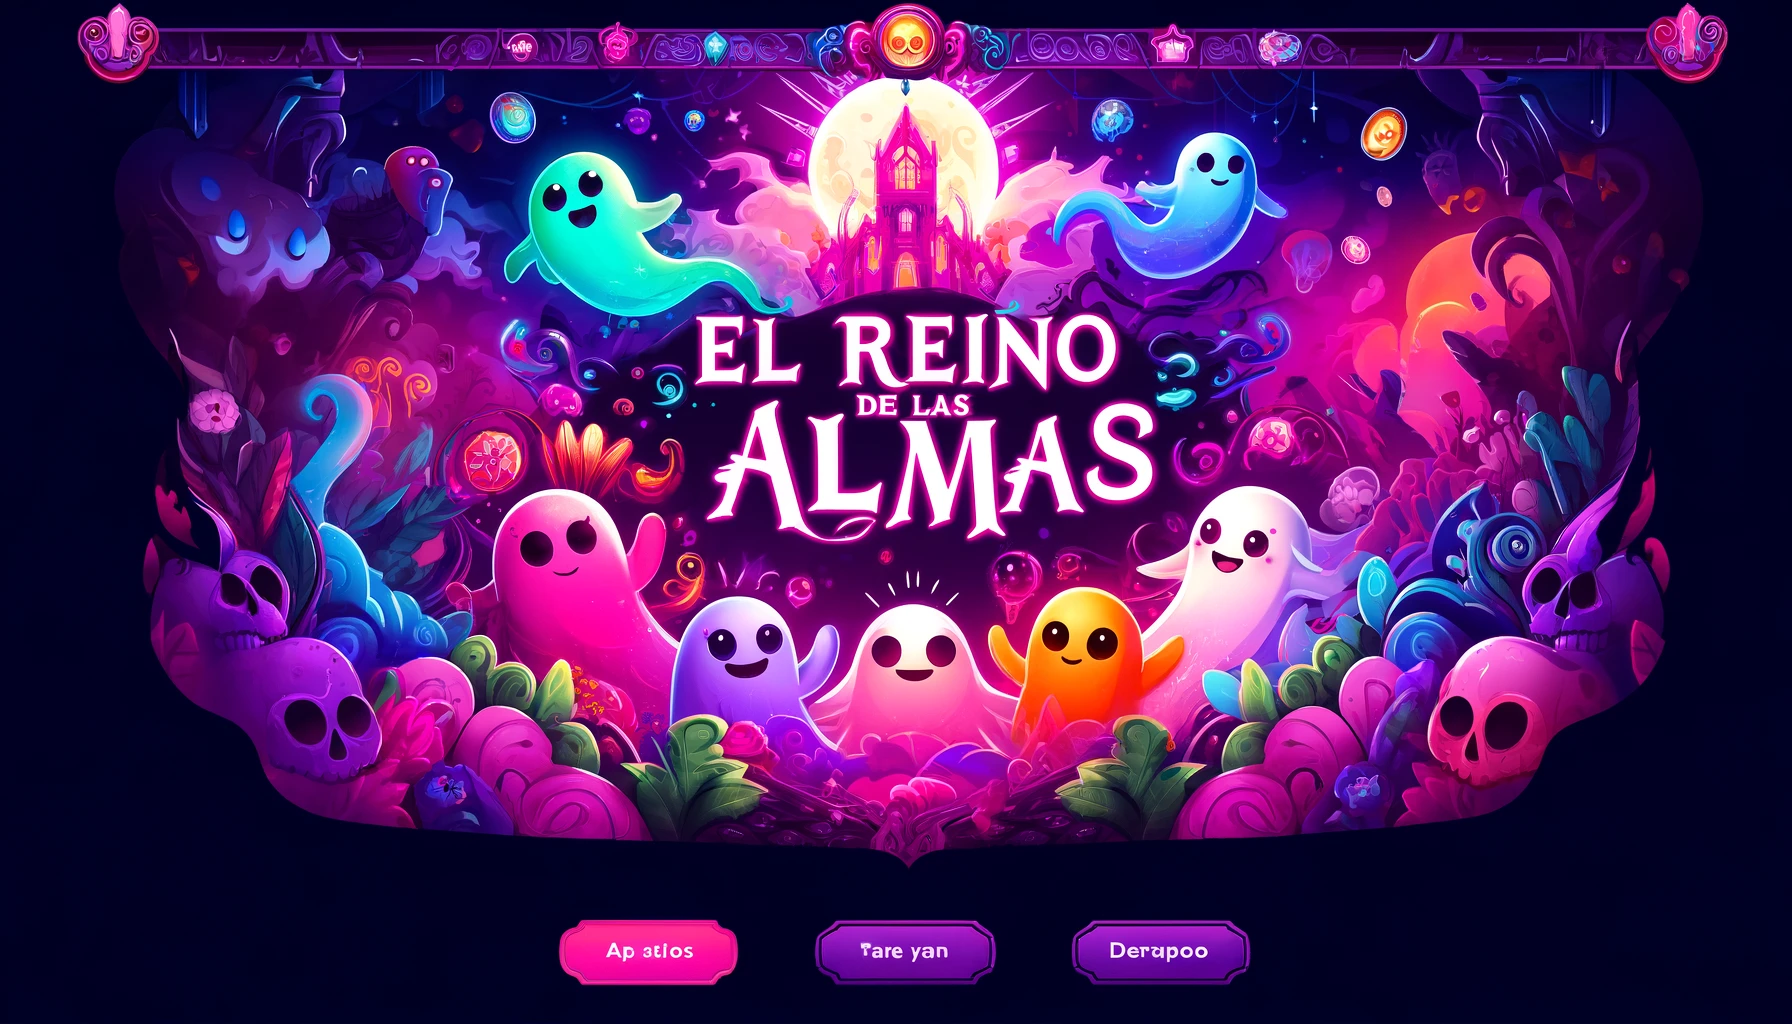 EL REINO
DE LAS
ALMAS
Ap atlos
Tare yan
Derapoo